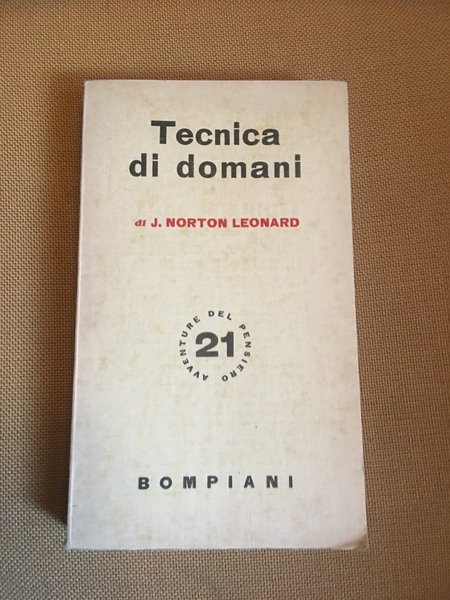 Tecnica
di domani
di J. NORTON LEONARD
AVVENTURE DEL PENSIERO
21
BOMPIANI